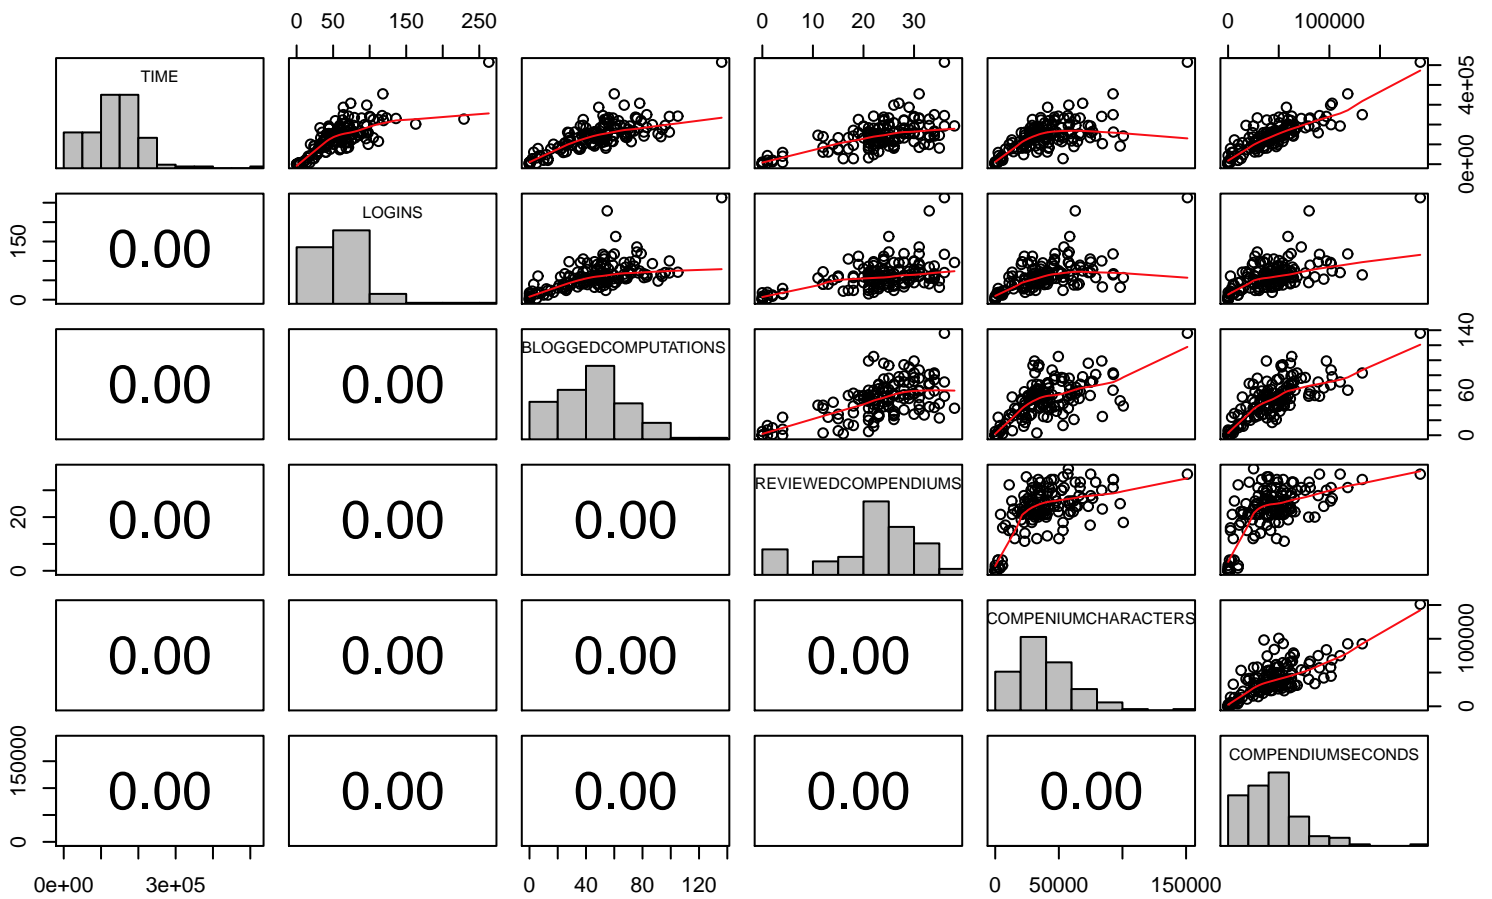 0 50 150 250
0 10 20 30
0 100000
TIME
0e+00 4e+05
LOGINS
0 150
0.00
BLOGGEDCOMPUTATIONS
0.00 0.00
0 60 140
REVIEWEDCOMPENDIUMS
0 20
0.00 0.00 0.00
COMPENIUMCHARACTERS
0.00 0.00 0.00 0.00
0 100000
COMPENDIUMSECONDS
0 150000
0.00 0.00 0.00 0.00 0.00
0e+00 3e+05
0 40 80 120
0 50000 150000